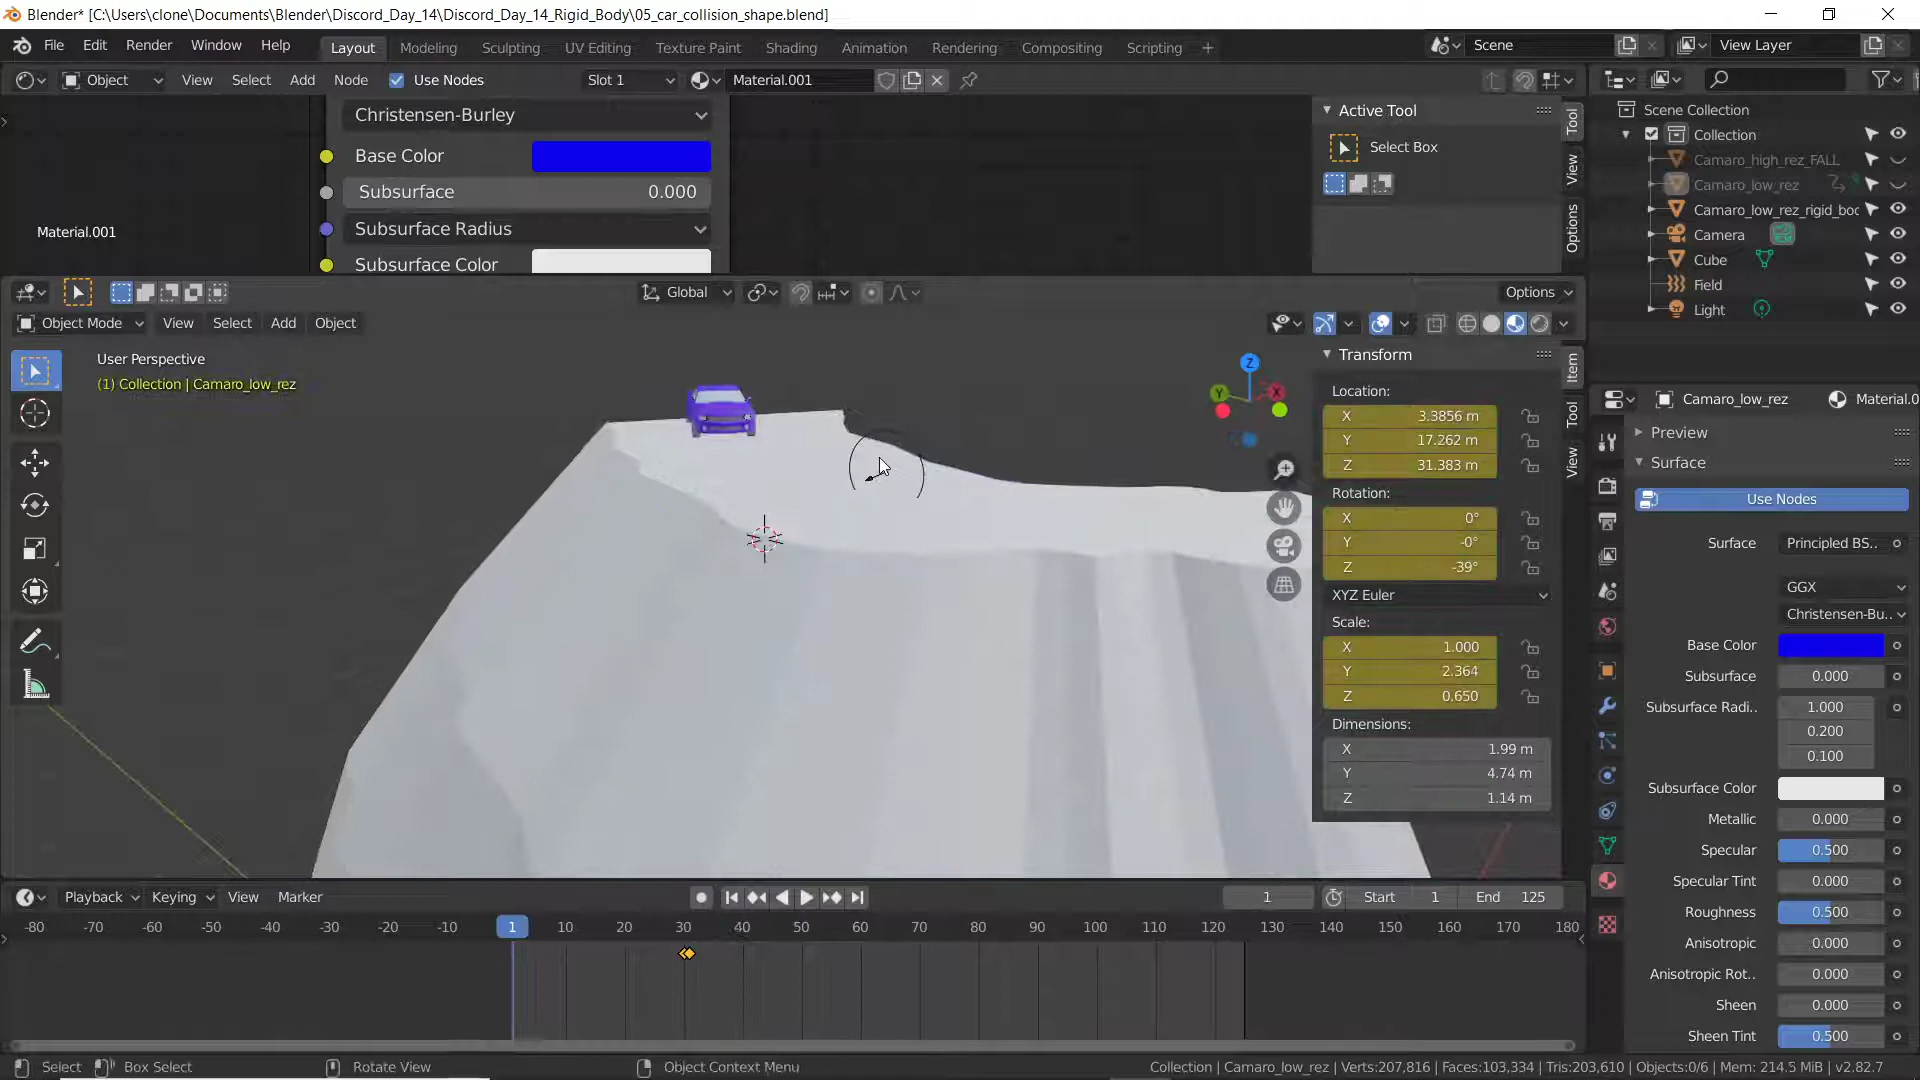 Blender* [C:\Users\clone\Documents\Blender\Discord_Day_14\Discord_Day_14_Rigid_Body\05_car_collision_shape.blend]
File Edit Render Window Help Layout Modeling Sculpting UV Editing Texture Paint Shading Animation Rendering Compositing Scripting + Scene View Layer
Object View Select Add Node Use Nodes Slot 1 Material.001
Christensen-Burley
Base Color
Subsurface 0.000
Subsurface Radius
Subsurface Color
Material.001
Active Tool
Select Box
Tool
View
Options
Scene Collection
Collection
Camaro_high_rez_FALL
Camaro_low_rez
Camaro_low_rez_rigid_boc
Camera
Cube
Field
Light
Global Options
Object Mode View Select Add Object
User Perspective
(1) Collection | Camaro_low_rez
Z
Y
X
Transform
Location:
X 3.3856 m
Y 17.262 m
Z 31.383 m
Rotation:
X 0°
Y -0°
Z -39°
XYZ Euler
Scale:
X 1.000
Y 2.364
Z 0.650
Dimensions:
X 1.99 m
Y 4.74 m
Z 1.14 m
Item
Tool
View
Camaro_low_rez Material.0
Preview
Surface
Use Nodes
Surface Principled BS..
GGX
Christensen-Bu..
Base Color
Subsurface 0.000
Subsurface Radi.. 1.000
0.200
0.100
Subsurface Color
Metallic 0.000
Specular 0.500
Specular Tint 0.000
Roughness 0.500
Anisotropic 0.000
Anisotropic Rot.. 0.000
Sheen 0.000
Sheen Tint 0.500
Playback Keying View Marker 1 Start 1 End 125
-80 -70 -60 -50 -40 -30 -20 -10 1 10 20 30 40 50 60 70 80 90 100 110 120 130 140 150 160 170 180
Select Box Select Rotate View Object Context Menu Collection | Camaro_low_rez | Verts:207,816 | Faces:103,334 | Tris:203,610 | Objects:0/6 | Mem: 214.5 MiB | v2.82.7